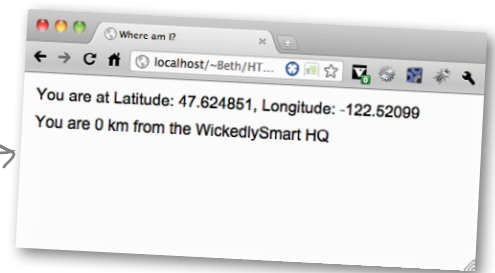 Where am I?
localhost/~Beth/HT...
You are at Latitude: 47.624851, Longitude: -122.52099
You are 0 km from the WickedlySmart HQ